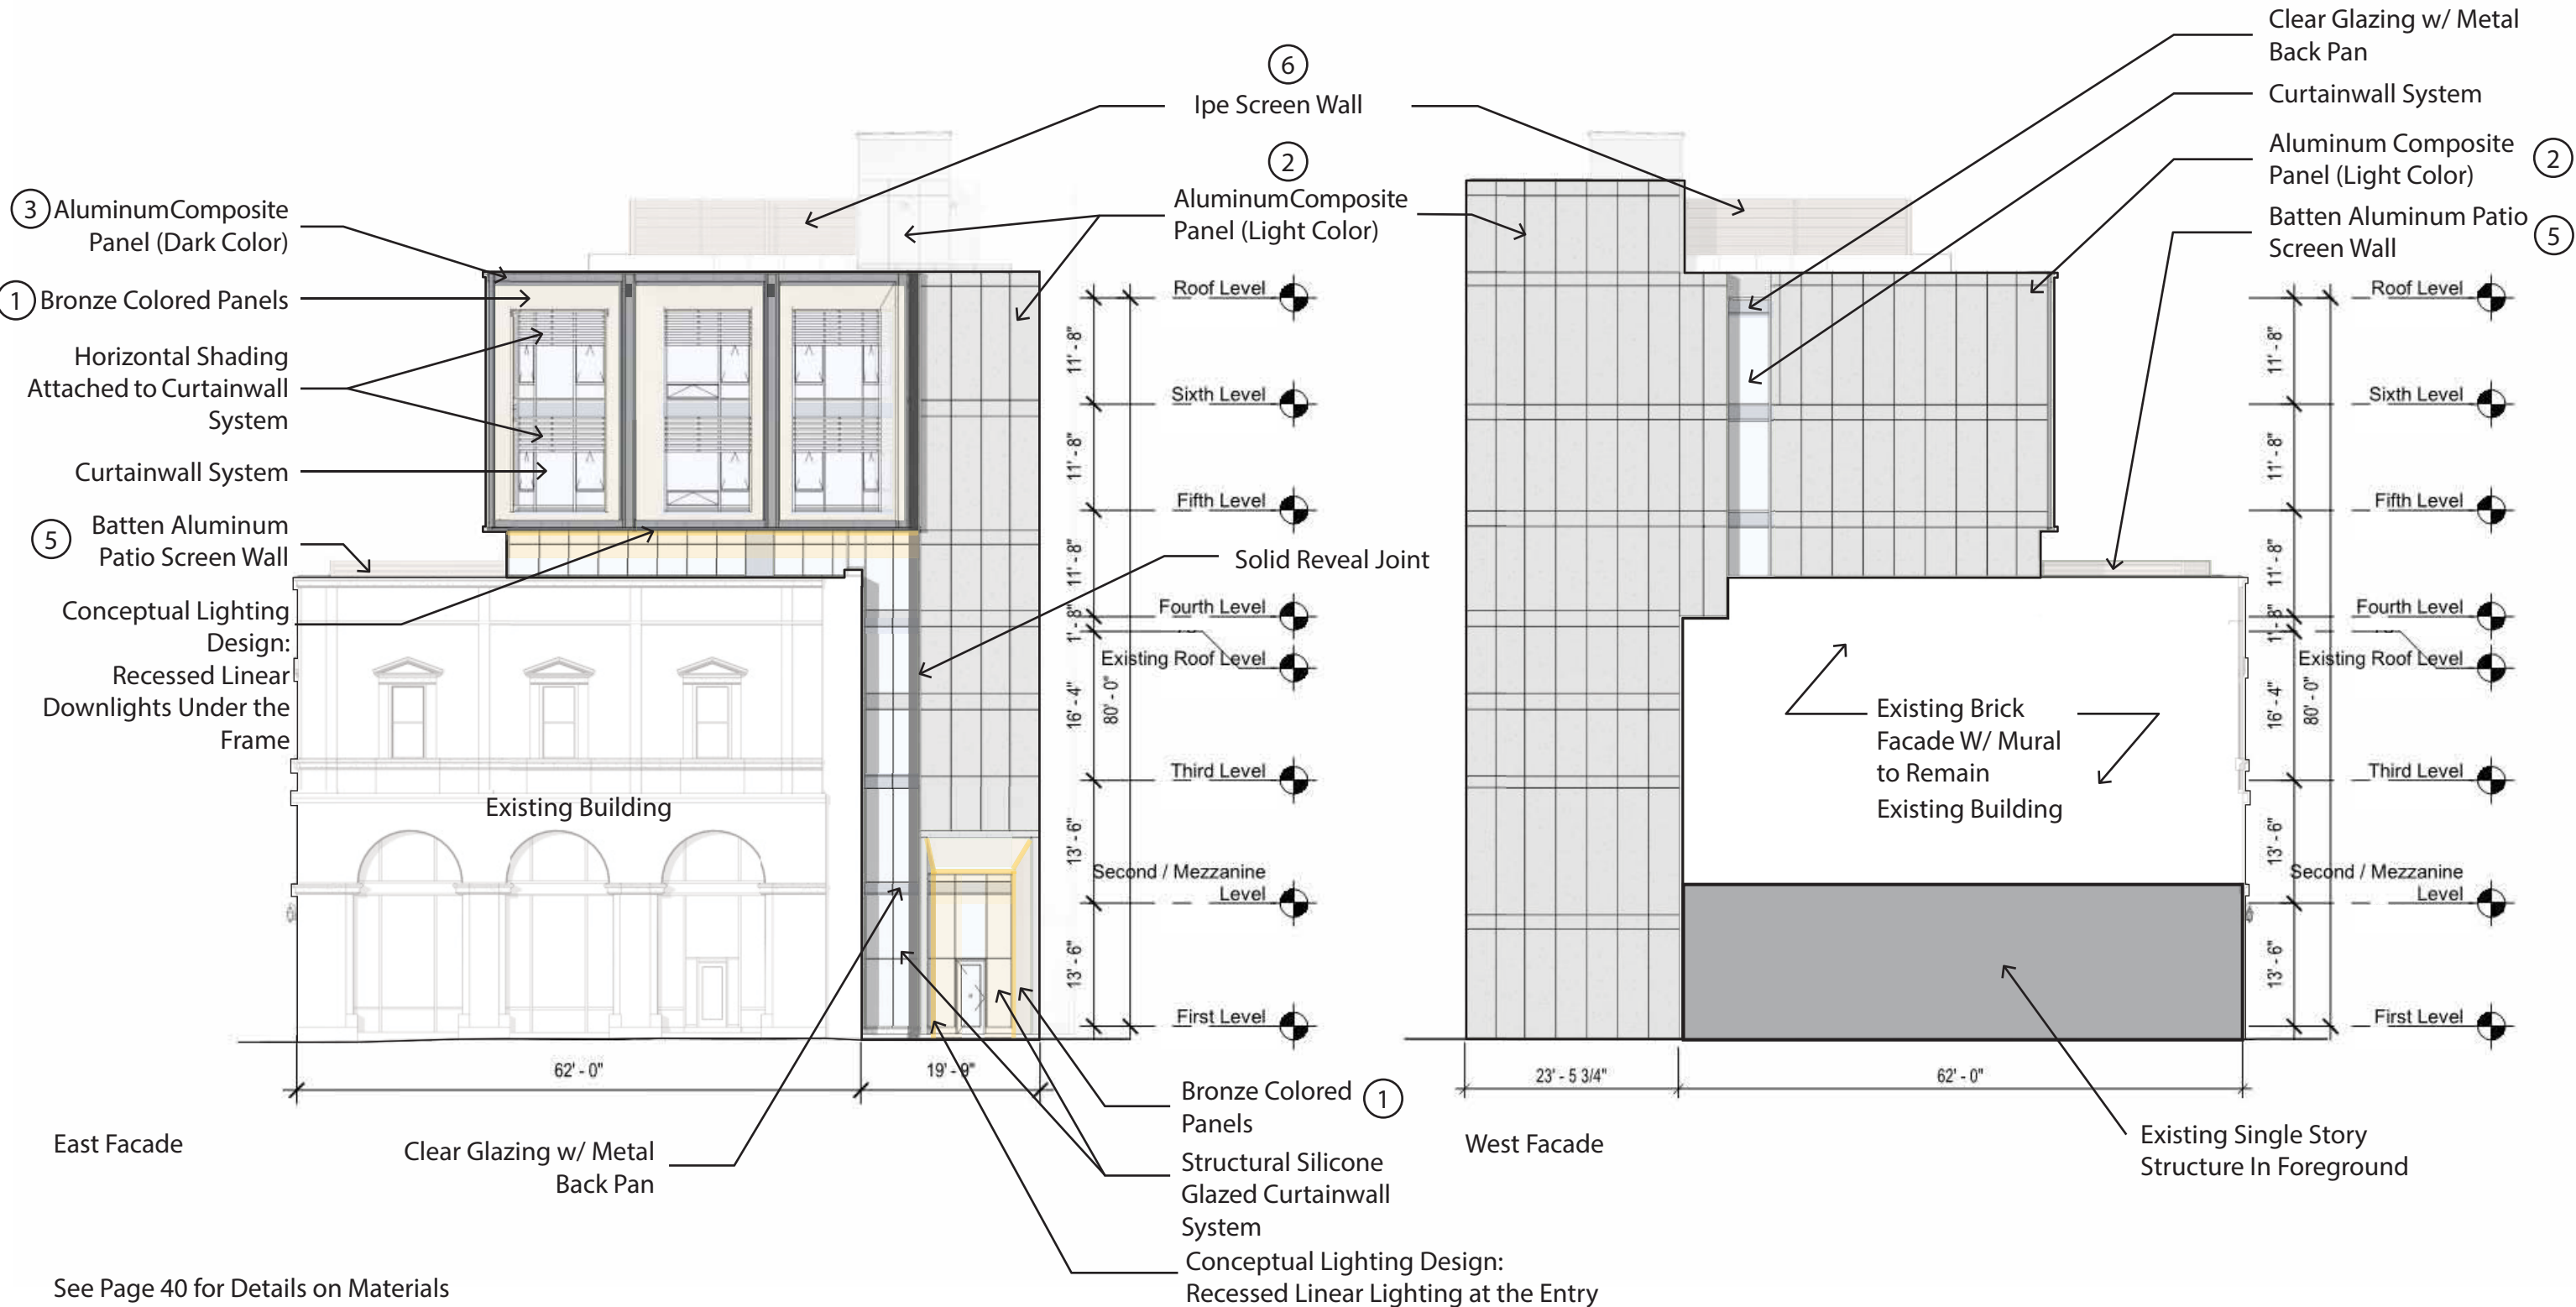 Clear Glazing w/ Metal
Back Pan
6
Ipe Screen Wall
Curtainwall System
2
Aluminum Composite
Panel (Light Color)
2
AluminumComposite
Panel (Light Color)
3
AluminumComposite
Panel (Dark Color)
Batten Aluminum Patio
Screen Wall
5
1
Bronze Colored Panels
Horizontal Shading
Attached to Curtainwall
System
Curtainwall System
5
Batten Aluminum
Patio Screen Wall
Conceptual Lighting
Design:
Recessed Linear
Downlights Under the
Frame
Solid Reveal Joint
Existing Building
Roof Level
11' - 8"
Sixth Level
11' - 8"
Fifth Level
11' - 8"
Fourth Level
1' - 8"
Existing Roof Level
16' - 4"
80' - 0"
Third Level
13' - 6"
Second / Mezzanine
Level
13' - 6"
First Level
62' - 0"
19' - 9"
Roof Level
11' - 8"
Sixth Level
11' - 8"
Fifth Level
11' - 8"
Fourth Level
1' - 8"
Existing Roof Level
16' - 4"
80' - 0"
Third Level
13' - 6"
Second / Mezzanine
Level
13' - 6"
First Level
Existing Brick
Facade W/ Mural
to Remain
Existing Building
23' - 5 3/4"
62' - 0"
East Facade
Clear Glazing w/ Metal
Back Pan
Bronze Colored
Panels
1
Structural Silicone
Glazed Curtainwall
System
Conceptual Lighting Design:
Recessed Linear Lighting at the Entry
West Facade
Existing Single Story
Structure In Foreground
See Page 40 for Details on Materials